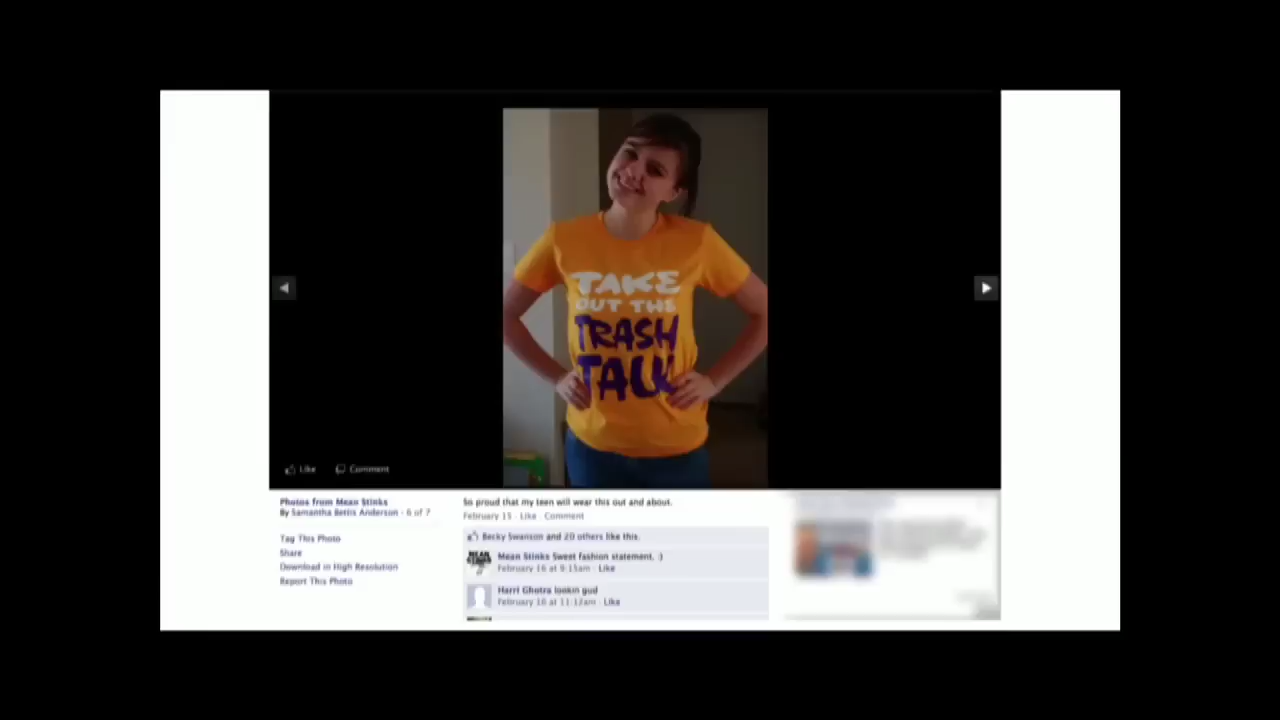 TAKE
OUT THE
TRASH
TALK
Like Comment
Photos from Mean Stinks
By Samantha Bettis Anderson · 6 of 7
Tag This Photo
Share
Download in High Resolution
Report This Photo
So proud that my teen will wear this out and about.
February 15 · Like · Comment
Becky Swanson and 20 others like this.
MEAN
STINKS
Mean Stinks Sweet fashion statement. :)
February 16 at 9:15am · Like
Harri Ghotra lookin gud
February 16 at 11:12am · Like